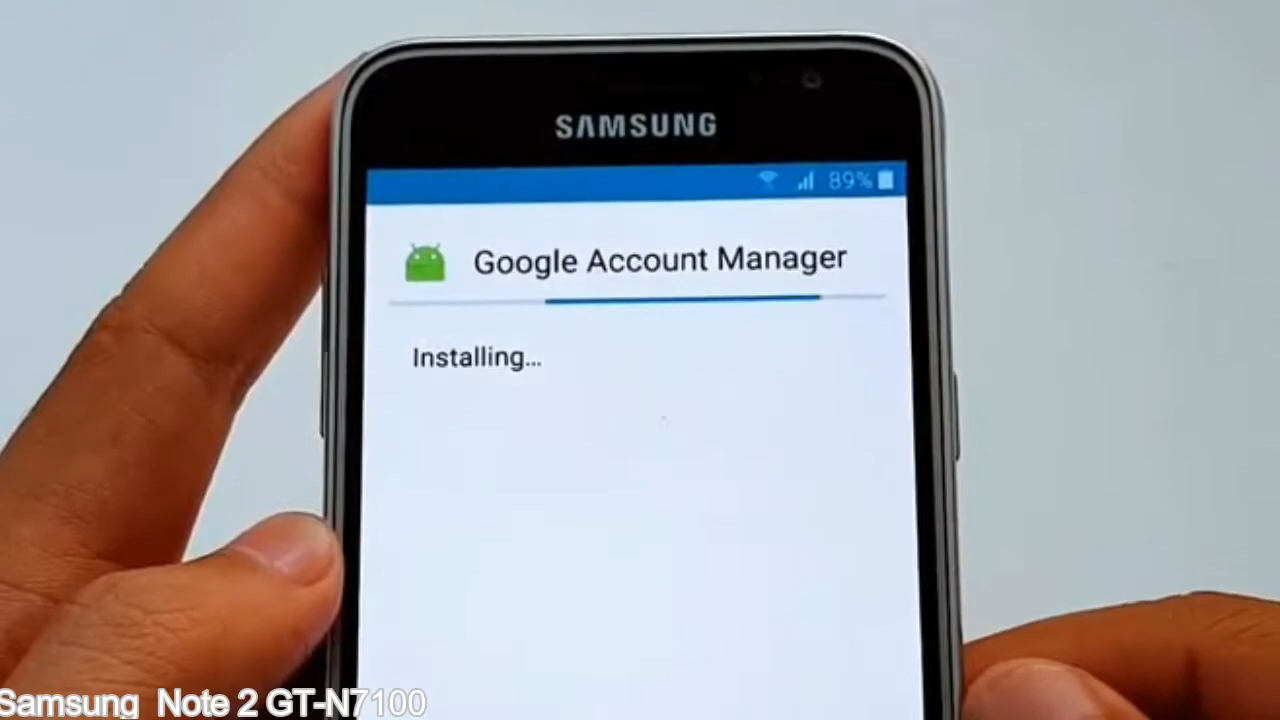 SAMSUNG
89%
Google Account Manager
Installing...
Samsung Note 2 GT-N7100